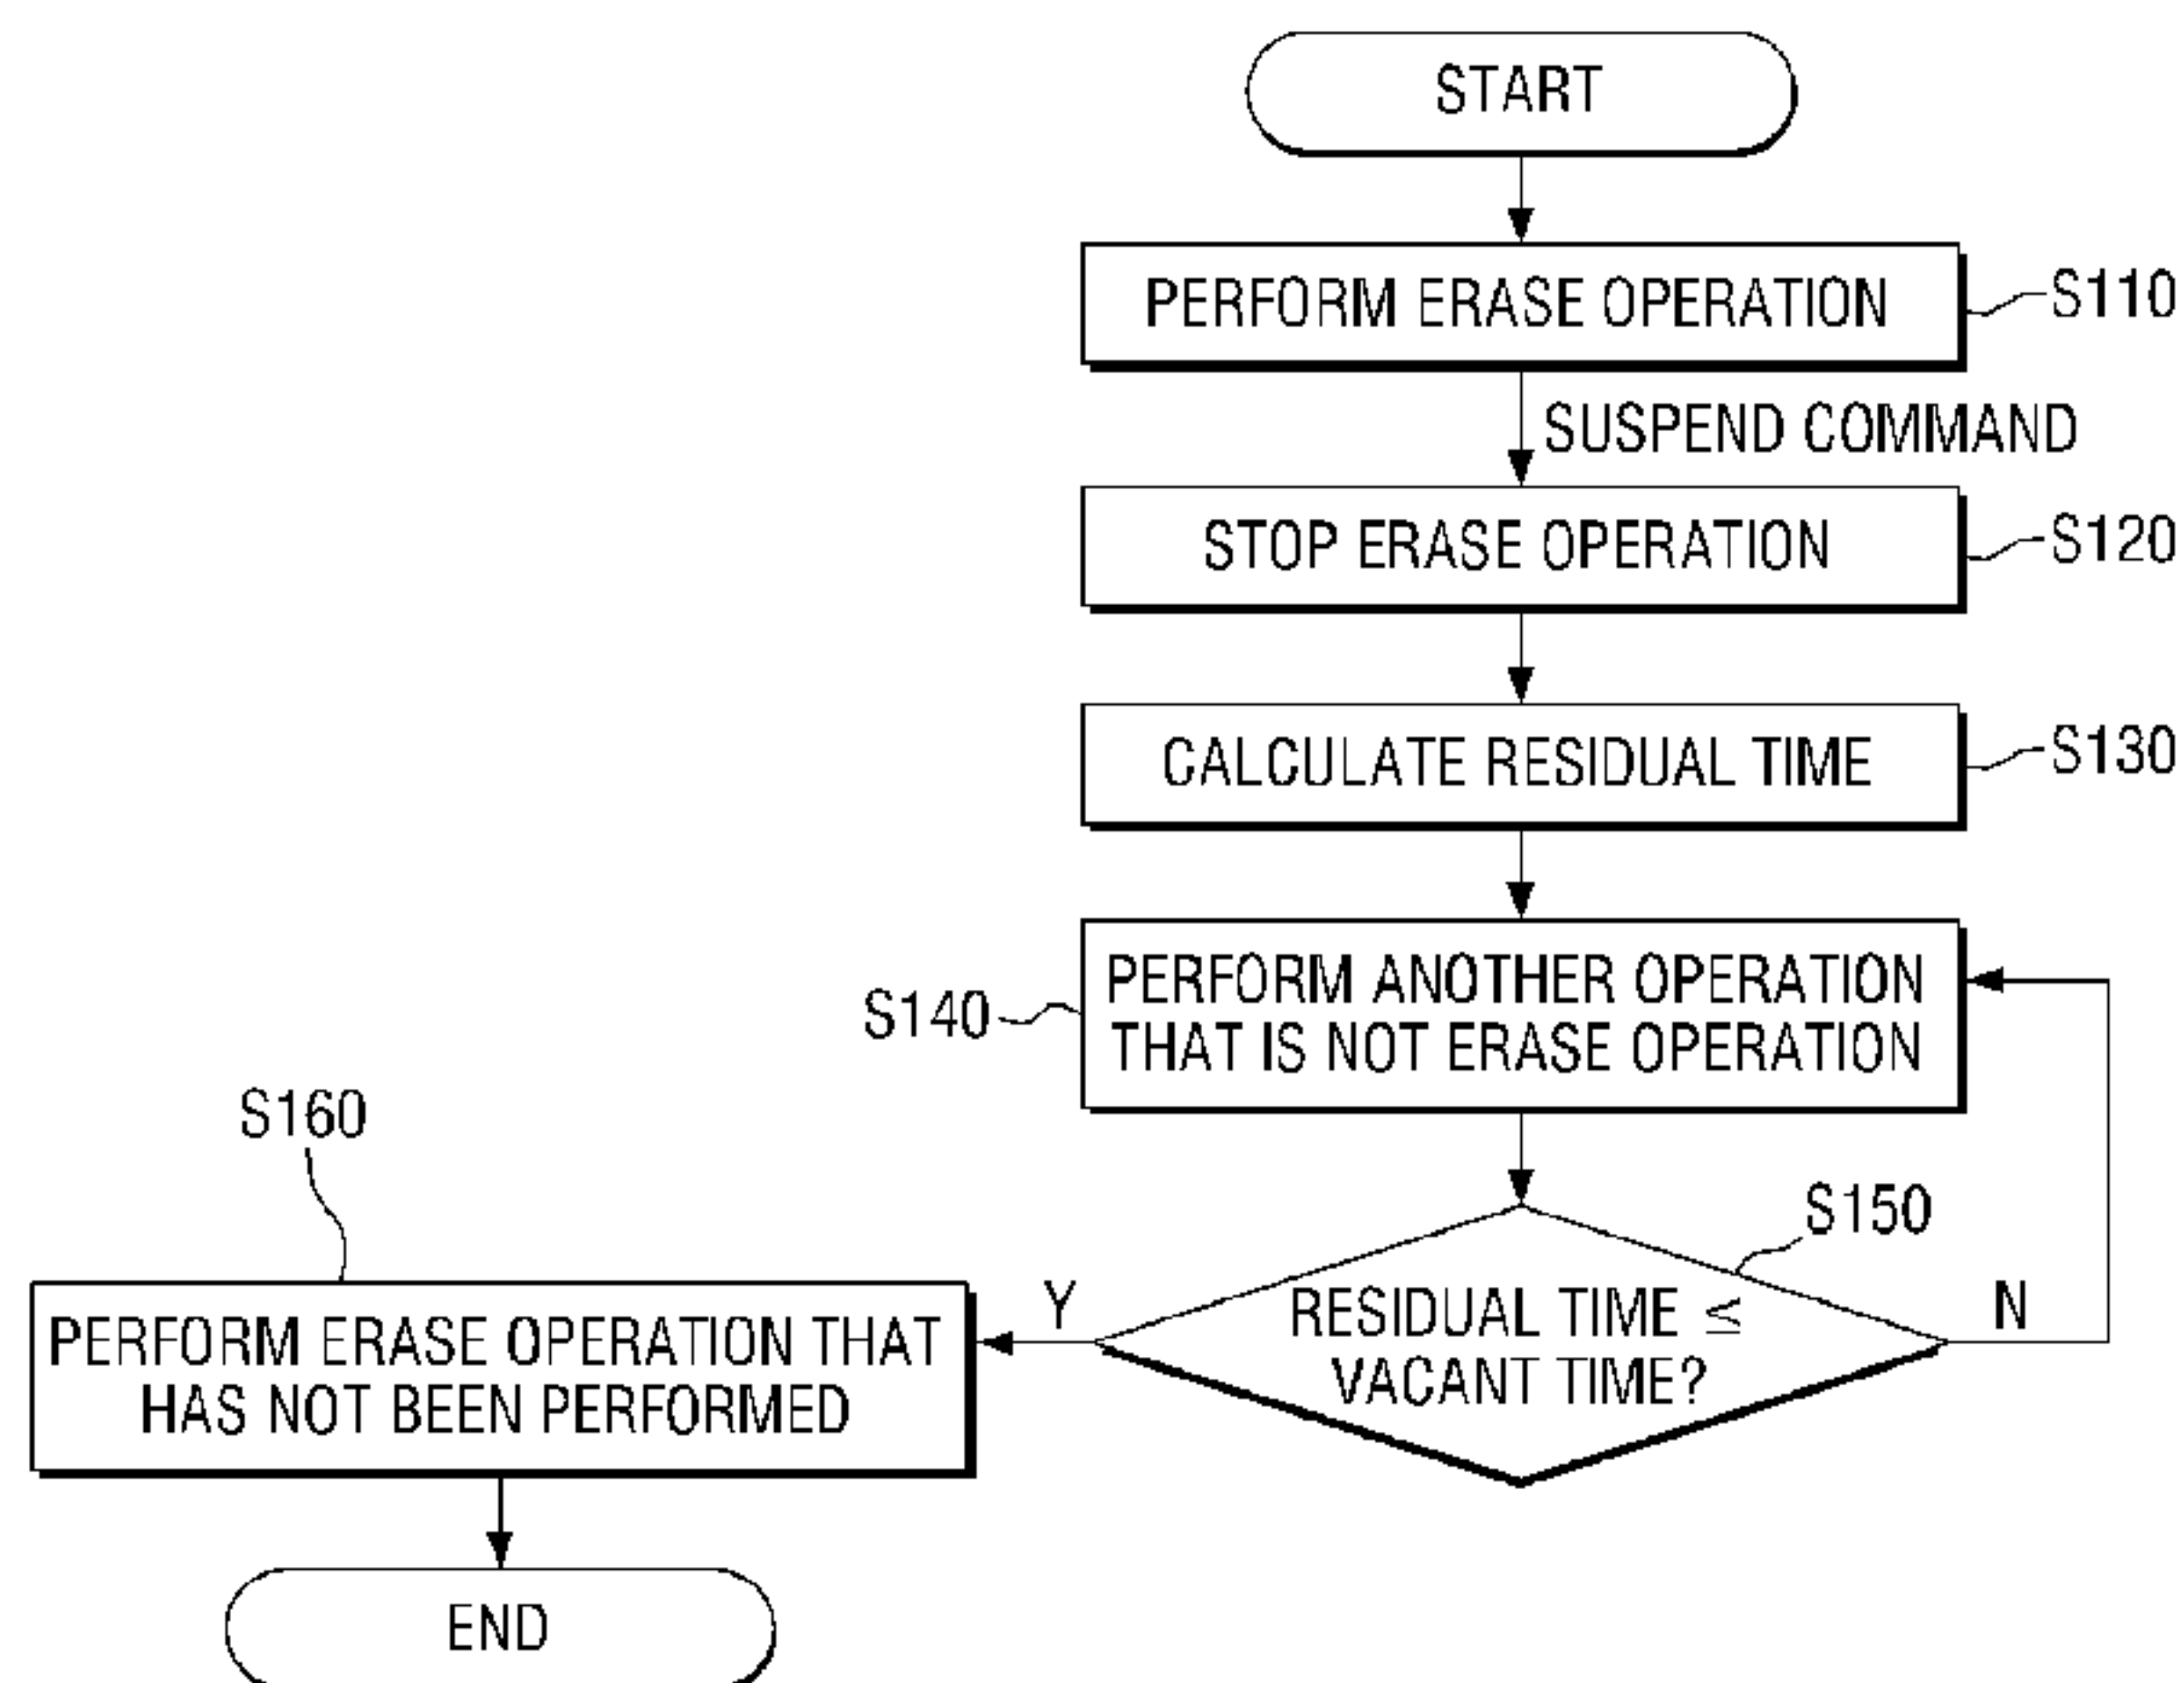 START
PERFORM ERASE OPERATION
S110
SUSPEND COMMAND
STOP ERASE OPERATION
S120
CALCULATE RESIDUAL TIME
S130
PERFORM ANOTHER OPERATION
THAT IS NOT ERASE OPERATION
S140
S150
RESIDUAL TIME ≤
VACANT TIME?
Y
N
S160
PERFORM ERASE OPERATION THAT
HAS NOT BEEN PERFORMED
END